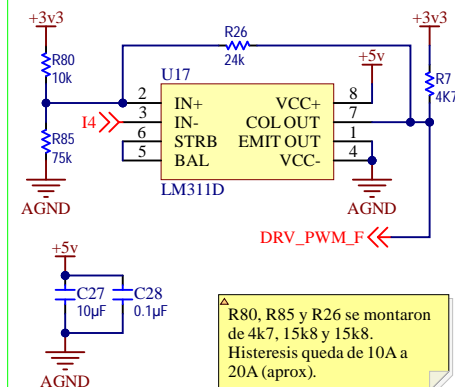 +3v3
+3v3
R80
10k
R26
24k
+5v
R7
4K7
U17
2
IN+
VCC+
8
I4
3
IN-
COL OUT
7
6
STRB
EMIT OUT
1
5
BAL
VCC-
4
R85
75k
LM311D
AGND
AGND
DRV_PWM_F
+5v
C27
10µF
C28
0.1µF
AGND
R80, R85 y R26 se montaron
de 4k7, 15k8 y 15k8.
Histeresis queda de 10A a
20A (aprox).